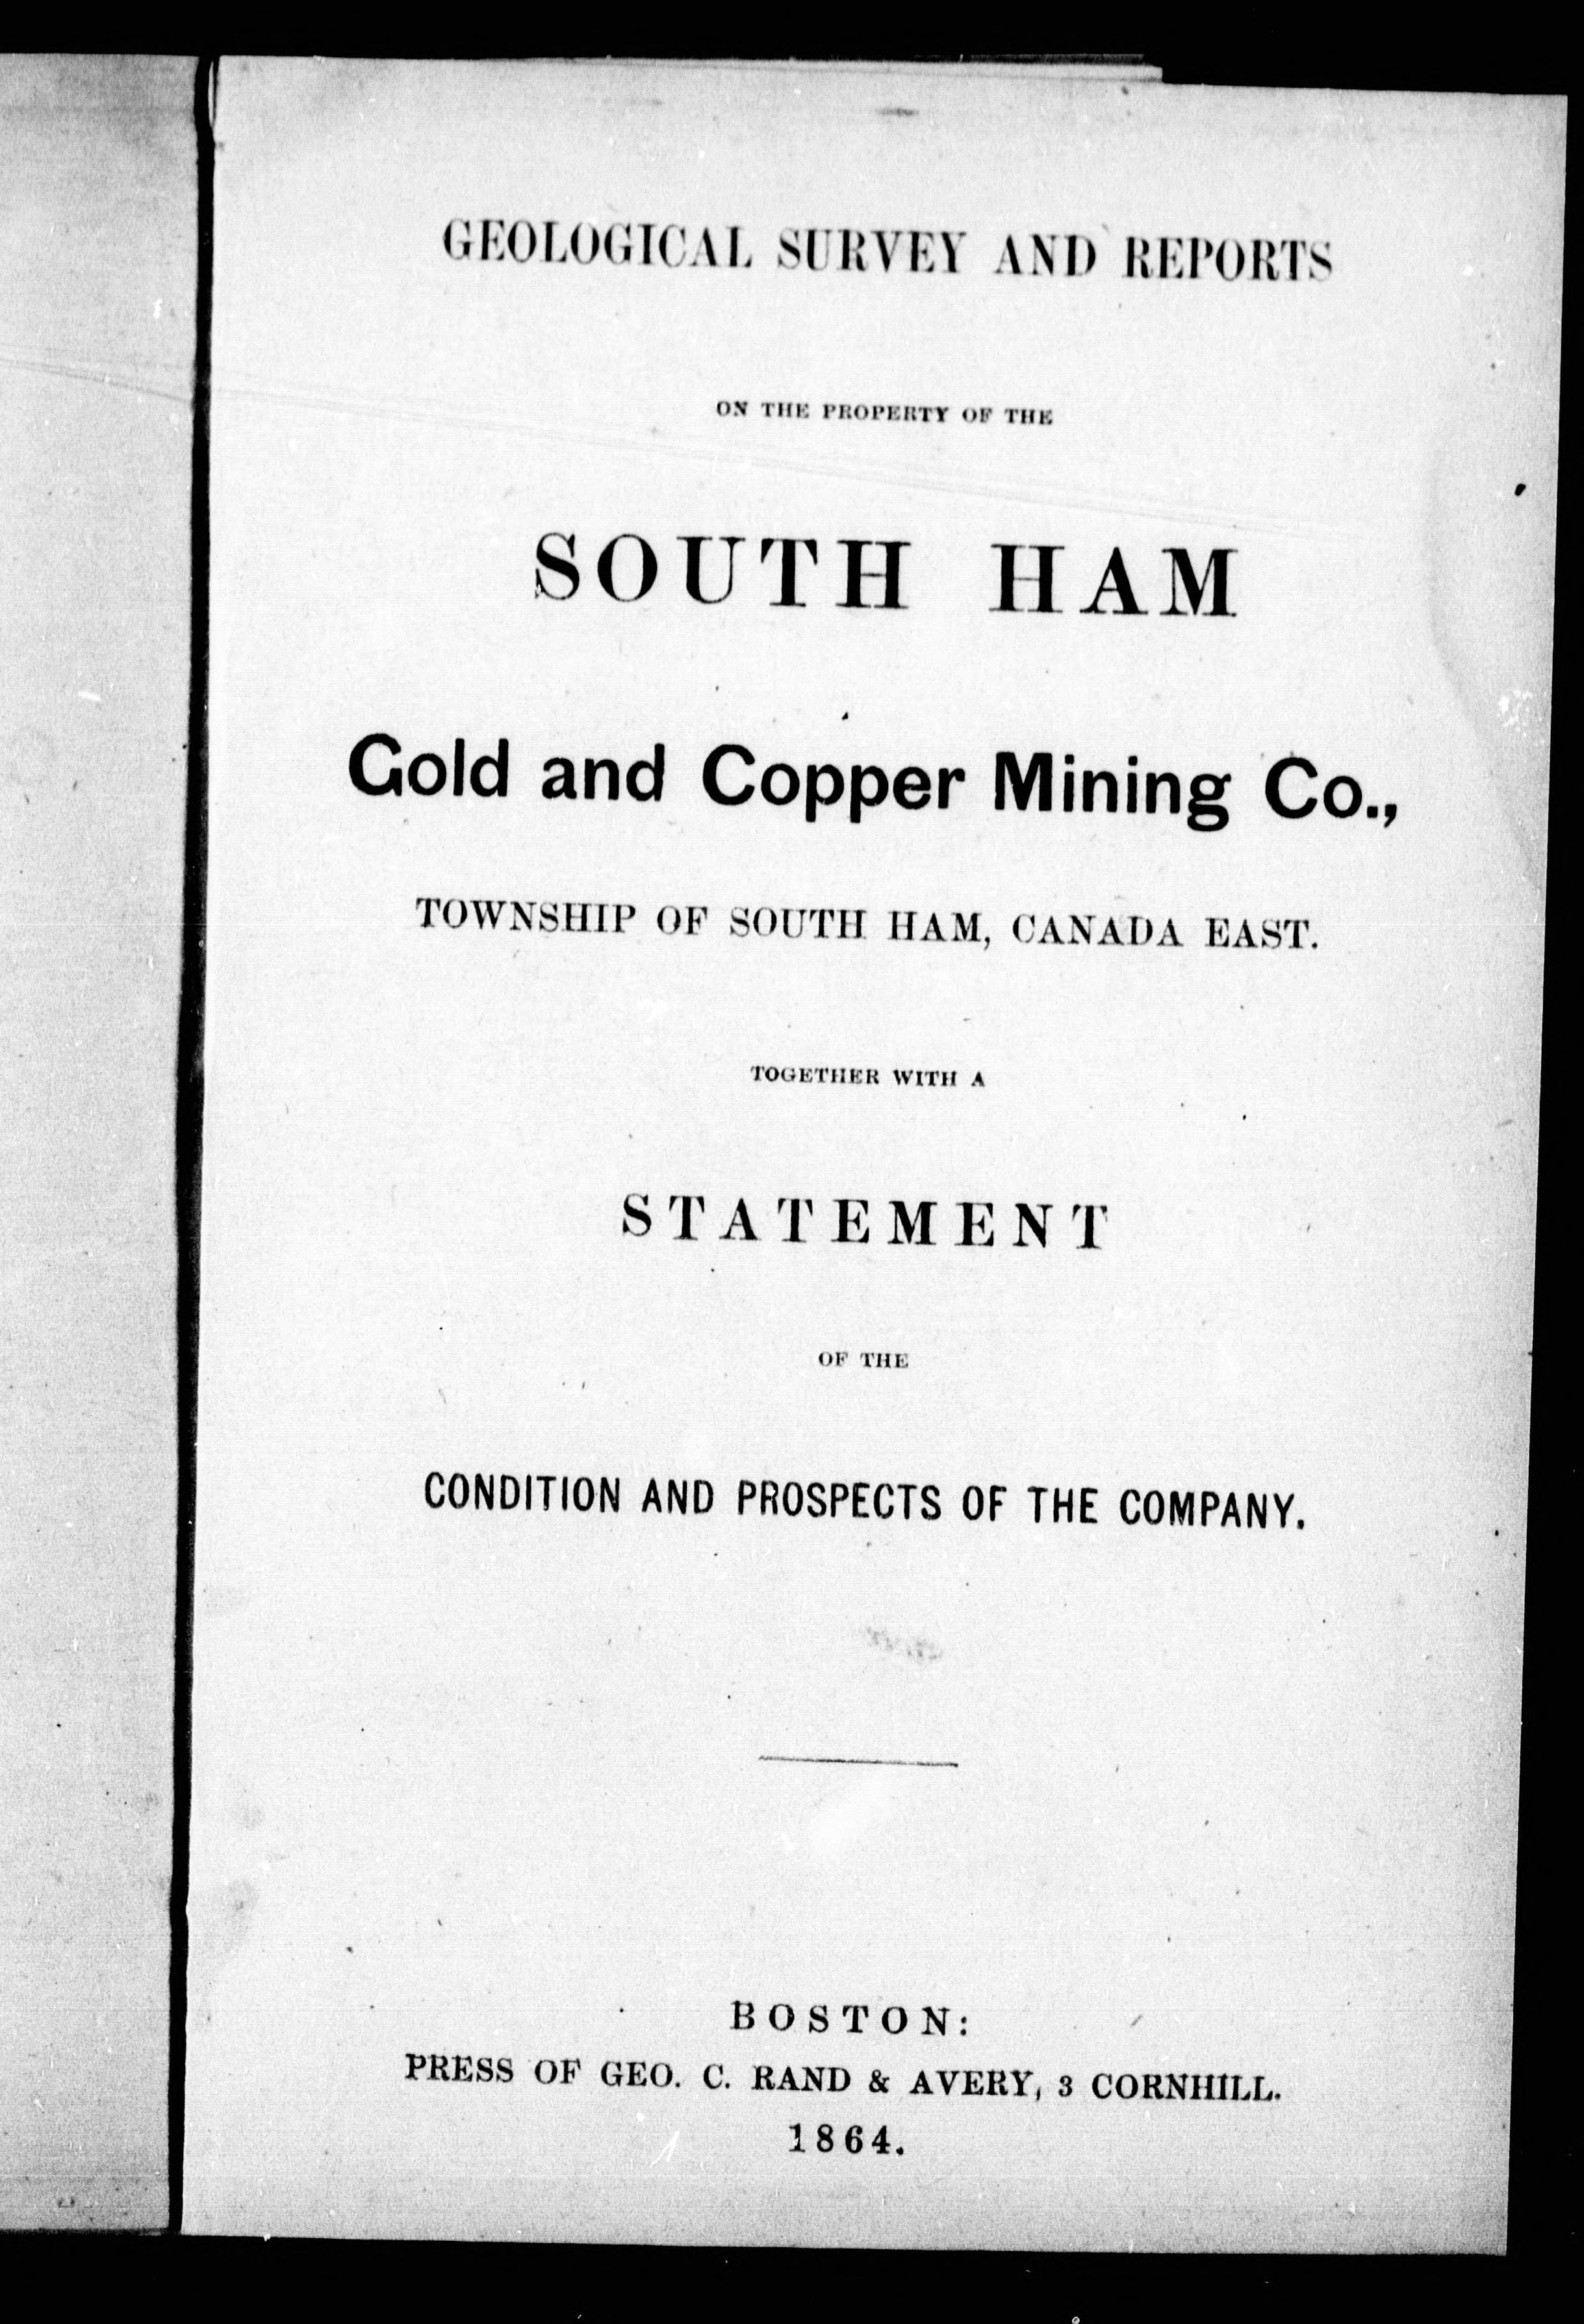 GEOLOGICAL SURVEY AND REPORTS
ON THE PROPERTY OF THE
SOUTH HAM
Gold and Copper Mining Co.,
TOWNSHIP OF SOUTH HAM, CANADA EAST.
TOGETHER WITH A
STATEMENT
OF THE
CONDITION AND PROSPECTS OF THE COMPANY.
BOSTON:
PRESS OF GEO. C. RAND & AVERY, 3 CORNHILL.
1864.